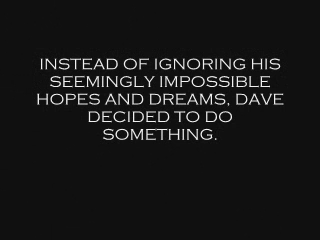 INSTEAD OF IGNORING HIS
SEEMINGLY IMPOSSIBLE
HOPES AND DREAMS, DAVE
DECIDED TO DO
SOMETHING.